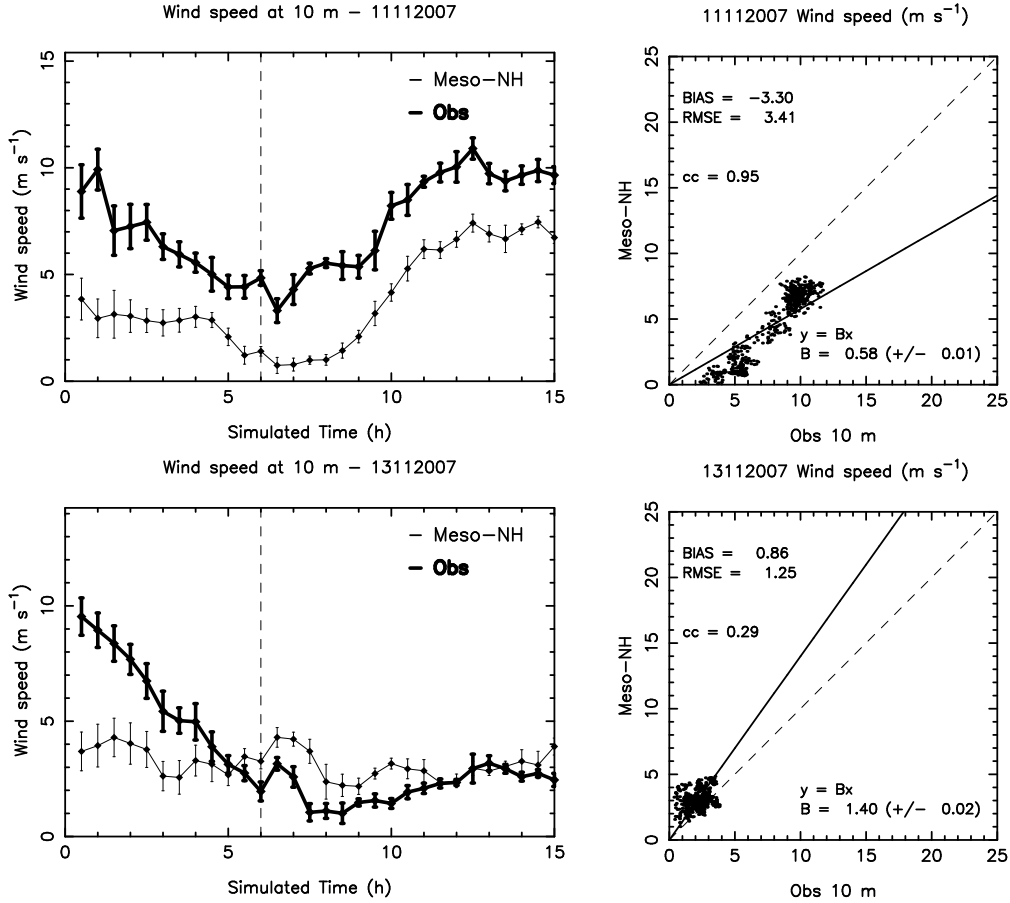 Wind speed at 10 m − 11112007
15
10
5
0
Wind speed (m s⁻¹)
− Meso−NH
− Obs
0 5 10 15
Simulated Time (h)
11112007 Wind speed (m s⁻¹)
25
20
15
10
5
0
Meso−NH
BIAS = −3.30
RMSE = 3.41
cc = 0.95
y = Bx
B = 0.58 (+/− 0.01)
0 5 10 15 20 25
Obs 10 m
Wind speed at 10 m − 13112007
10
5
0
Wind speed (m s⁻¹)
− Meso−NH
− Obs
0 5 10 15
Simulated Time (h)
13112007 Wind speed (m s⁻¹)
25
20
15
10
5
0
Meso−NH
BIAS = 0.86
RMSE = 1.25
cc = 0.29
y = Bx
B = 1.40 (+/− 0.02)
0 5 10 15 20 25
Obs 10 m